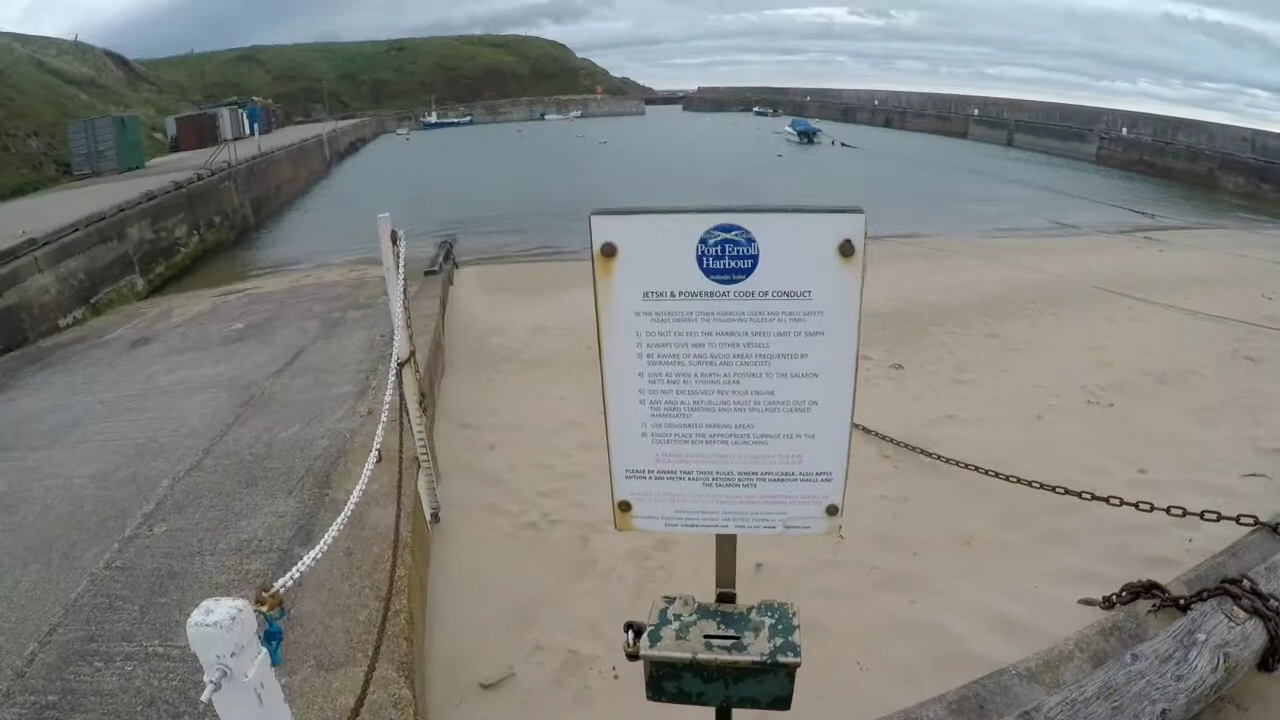 Port Erroll
Harbour
JETSKI & POWERBOAT CODE OF CONDUCT
IN THE INTERESTS OF OTHER HARBOUR USERS AND PUBLIC SAFETY
PLEASE OBSERVE THE FOLLOWING RULES AT ALL TIMES
1) DO NOT EXCEED THE HARBOUR SPEED LIMIT OF 5MPH
2) ALWAYS GIVE WAY TO OTHER VESSELS
3) BE AWARE OF AND AVOID AREAS FREQUENTED BY
SWIMMERS, SURFERS AND CANOEISTS
4) GIVE AS WIDE A BERTH AS POSSIBLE TO THE SALMON
NETS AND ALL FISHING GEAR
5) DO NOT EXCESSIVELY REV YOUR ENGINE
6) ANY AND ALL REFUELLING MUST BE CARRIED OUT ON
THE HARD STANDING AND ANY SPILLAGES CLEANED
IMMEDIATELY
7) USE DESIGNATED PARKING AREAS
8) KINDLY PLACE THE APPROPRIATE SLIPPAGE FEE IN THE
COLLECTION BOX BEFORE LAUNCHING
PLEASE BE AWARE THAT THESE RULES, WHERE APPLICABLE, ALSO APPLY
WITHIN A 200 METRE RADIUS BEYOND BOTH THE HARBOUR WALLS AND
THE SALMON NETS